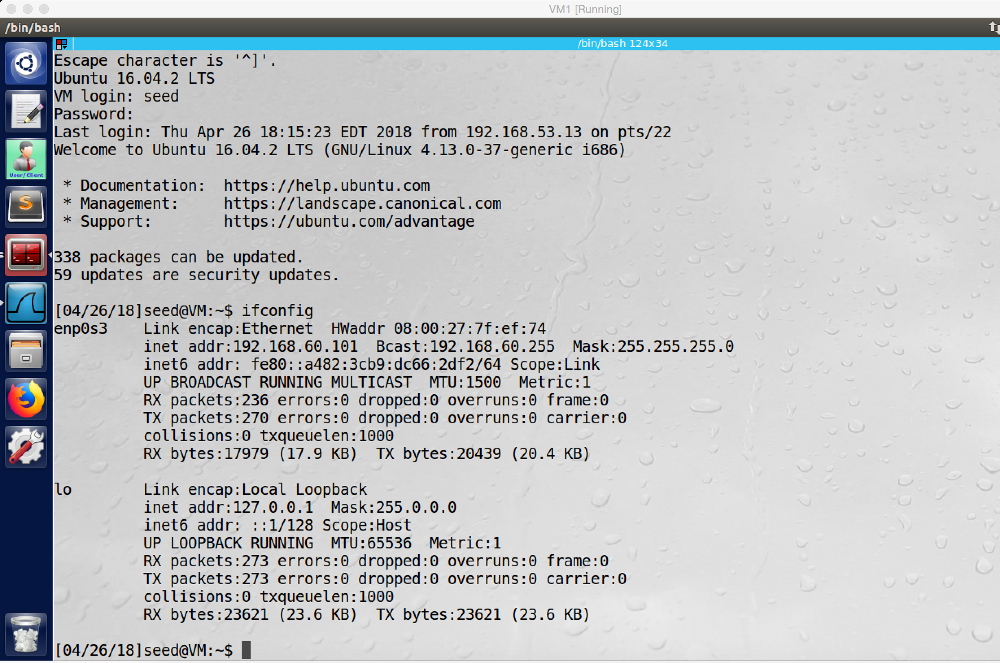 VM1 [Running]
/bin/bash
/bin/bash 124x34
Escape character is '^]'.
Ubuntu 16.04.2 LTS
VM login: seed
Password:
Last login: Thu Apr 26 18:15:23 EDT 2018 from 192.168.53.13 on pts/22
Welcome to Ubuntu 16.04.2 LTS (GNU/Linux 4.13.0-37-generic i686)
* Documentation:  https://help.ubuntu.com
* Management:     https://landscape.canonical.com
* Support:        https://ubuntu.com/advantage
338 packages can be updated.
59 updates are security updates.
[04/26/18]seed@VM:~$ ifconfig
enp0s3    Link encap:Ethernet  HWaddr 08:00:27:7f:ef:74
inet addr:192.168.60.101  Bcast:192.168.60.255  Mask:255.255.255.0
inet6 addr: fe80::a482:3cb9:dc66:2df2/64 Scope:Link
UP BROADCAST RUNNING MULTICAST  MTU:1500  Metric:1
RX packets:236 errors:0 dropped:0 overruns:0 frame:0
TX packets:270 errors:0 dropped:0 overruns:0 carrier:0
collisions:0 txqueuelen:1000
RX bytes:17979 (17.9 KB)  TX bytes:20439 (20.4 KB)
lo        Link encap:Local Loopback
inet addr:127.0.0.1  Mask:255.0.0.0
inet6 addr: ::1/128 Scope:Host
UP LOOPBACK RUNNING  MTU:65536  Metric:1
RX packets:273 errors:0 dropped:0 overruns:0 frame:0
TX packets:273 errors:0 dropped:0 overruns:0 carrier:0
collisions:0 txqueuelen:1000
RX bytes:23621 (23.6 KB)  TX bytes:23621 (23.6 KB)
[04/26/18]seed@VM:~$
User/Client